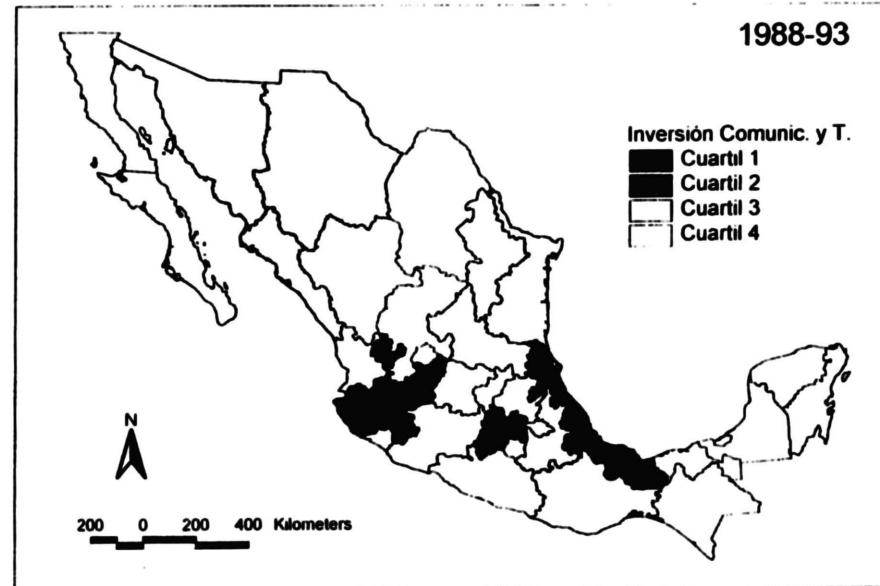 1988-93
Inversión Comunic. y T.
Cuartil 1
Cuartil 2
Cuartil 3
Cuartil 4
N
200 0 200 400 Kilometers